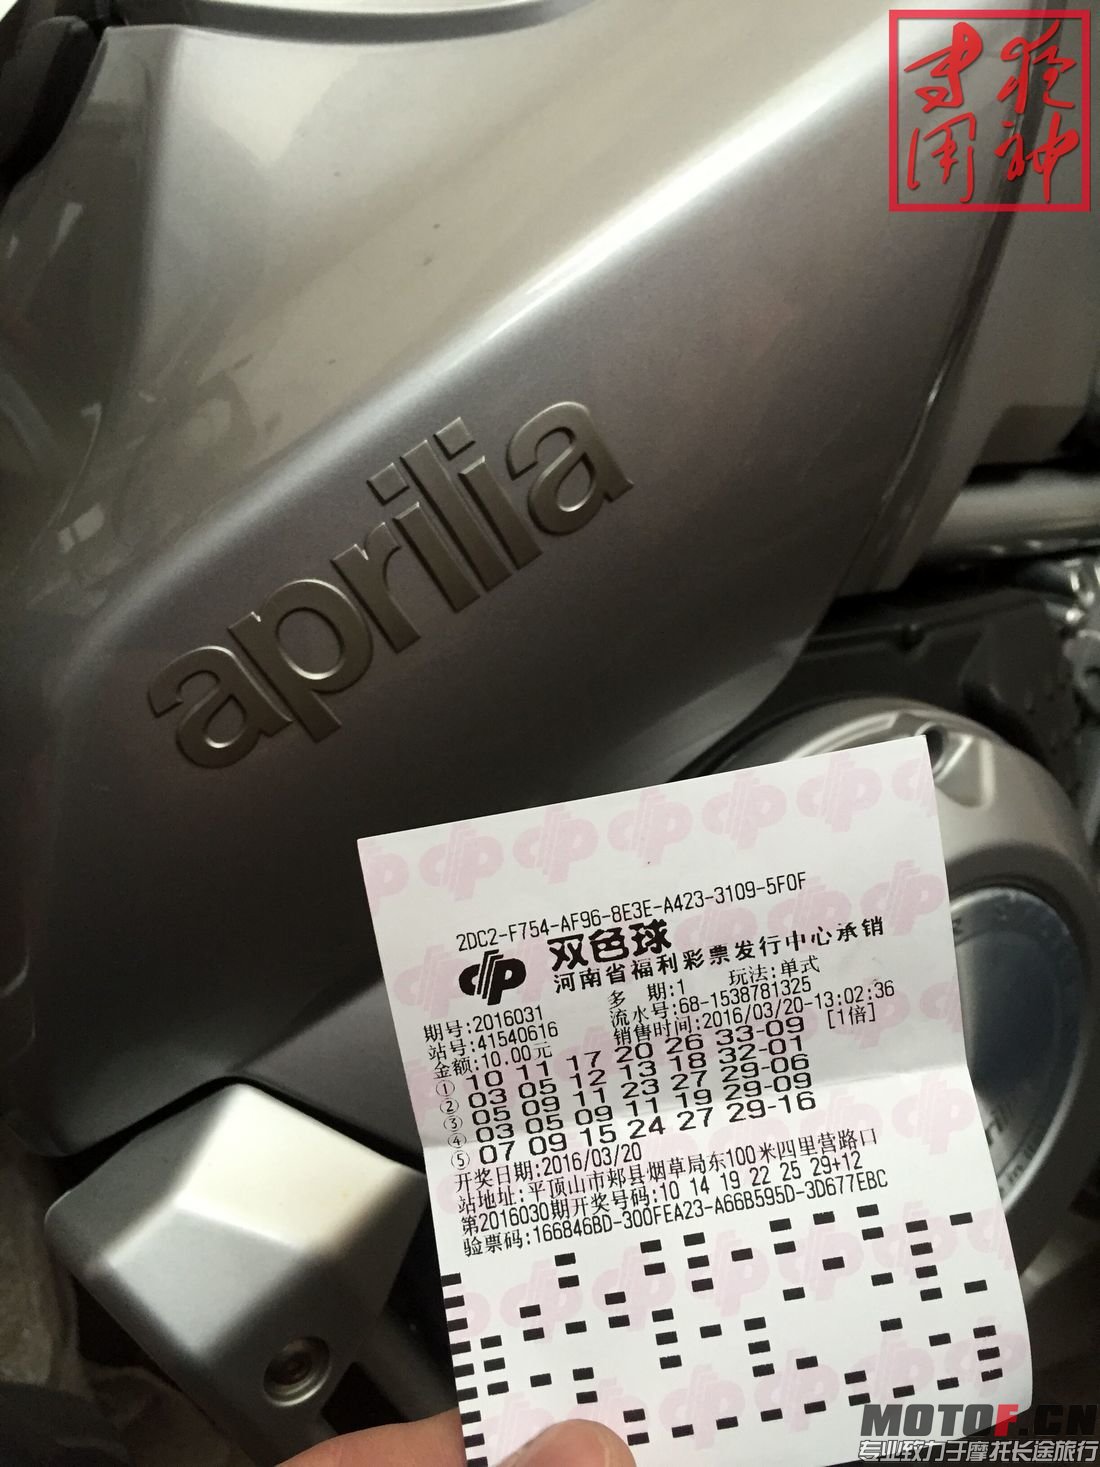 aprilia
2DC2-F754-AF96-8E3E-A423-3109-5F0F
双色球
河南省福利彩票发行中心承销
期号:2016031 多 期:1 玩法:单式
站号:41540616 流水号:68-1538781325
金额:10.00元 销售时间:2016/03/20-13:02:36
① 10 11 17 20 26 33-09 [1倍]
② 03 05 12 13 18 32-01
③ 05 09 11 23 27 29-06
④ 03 05 09 11 19 29-09
⑤ 07 09 15 24 27 29-16
开奖日期:2016/03/20
站地址:平顶山市郏县烟草局东100米四里营路口
第2016030期开奖号码:10 14 19 22 25 29+12
验票码:166846BD-300FEA23-A66B595D-3D677EBC
MOTOF.CN
专业致力于摩托长途旅行